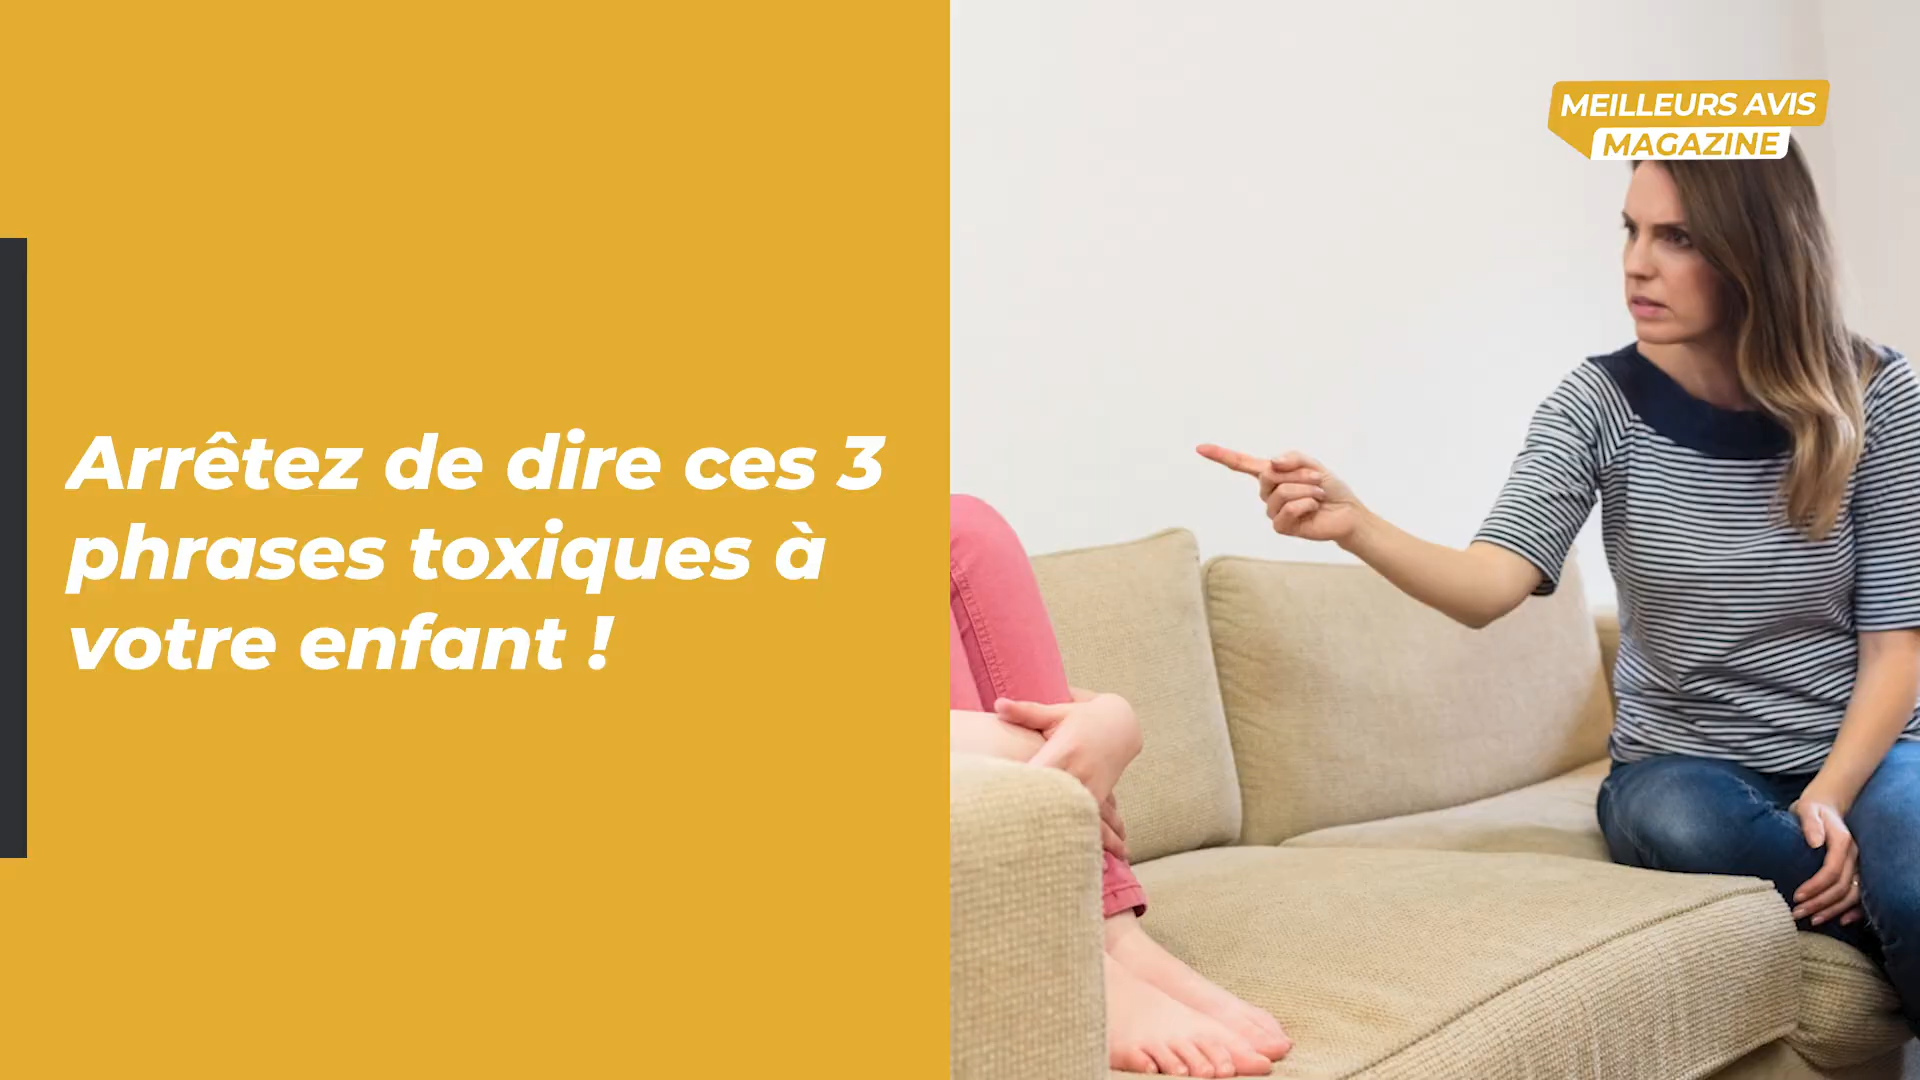 Arrêtez de dire ces 3
phrases toxiques à
votre enfant !
MEILLEURS AVIS
MAGAZINE